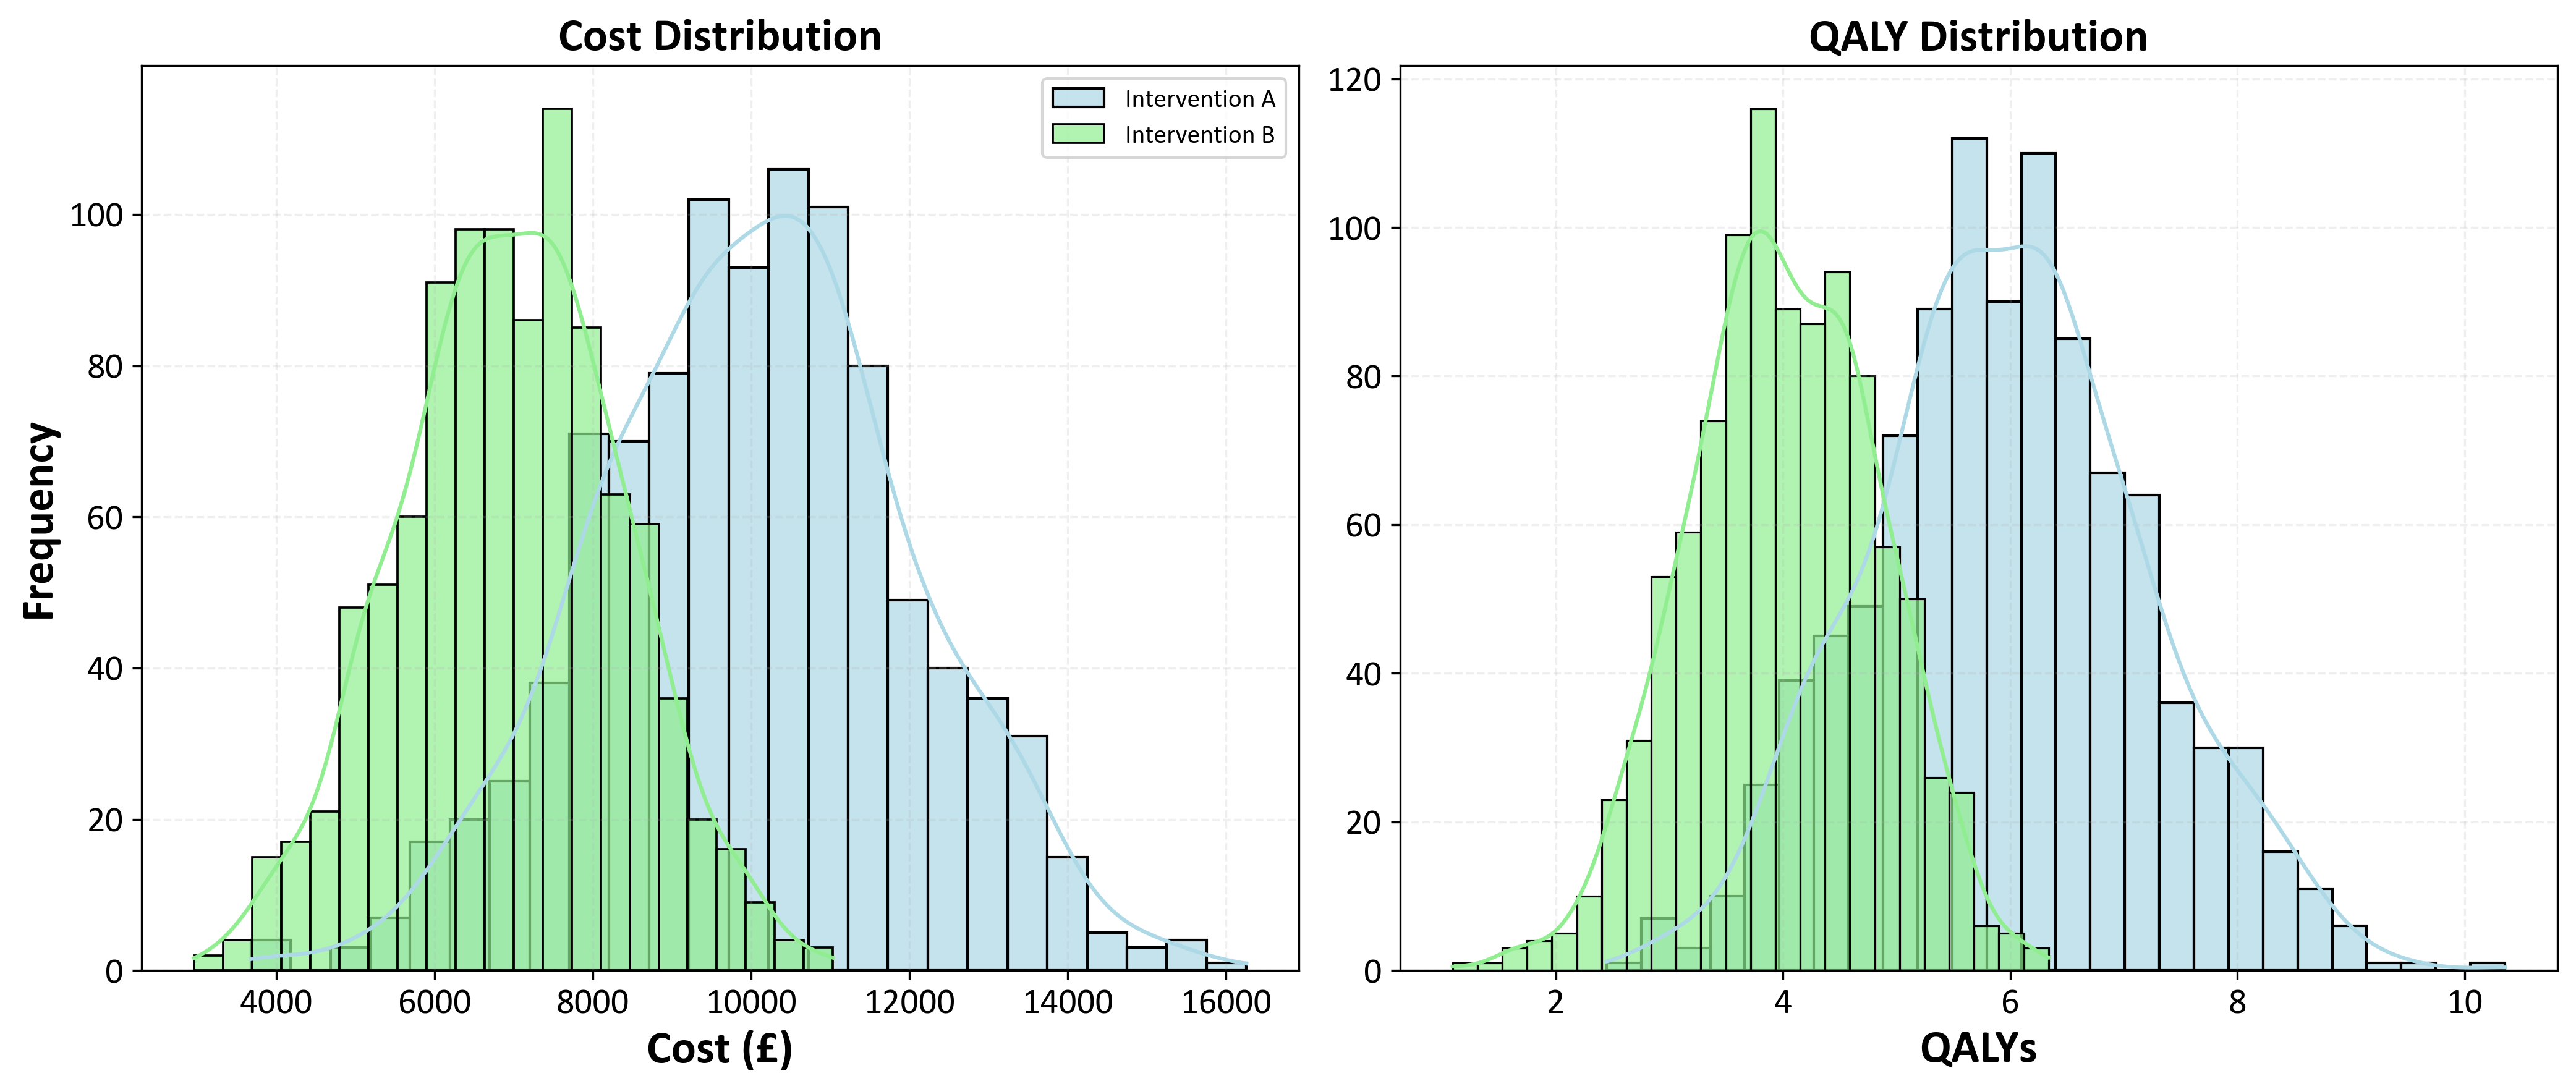 Cost Distribution
Intervention A
Intervention B
100
80
60
40
20
0
Frequency
4000 6000 8000 10000 12000 14000 16000
Cost (£)
QALY Distribution
120
100
80
60
40
20
0
2 4 6 8 10
QALYs